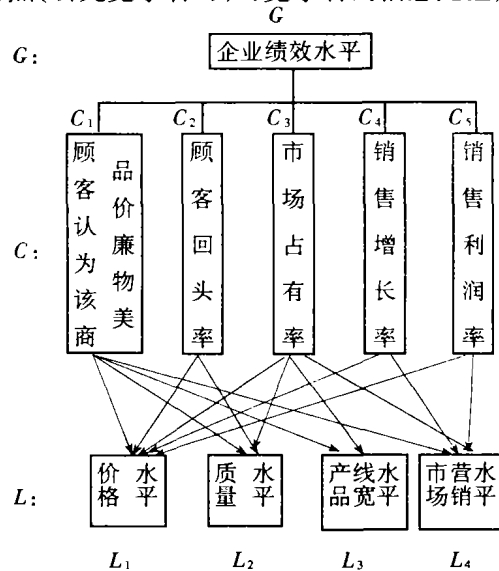 G
G:
企业绩效水平
C₁ C₂ C₃ C₄ C₅
C:
顾客认为该商
品价廉物美
顾客回头率
市场占有率
销售增长率
销售利润率
L:
价格水平
质量水平
产品线宽水平
市场营销水平
L₁ L₂ L₃ L₄